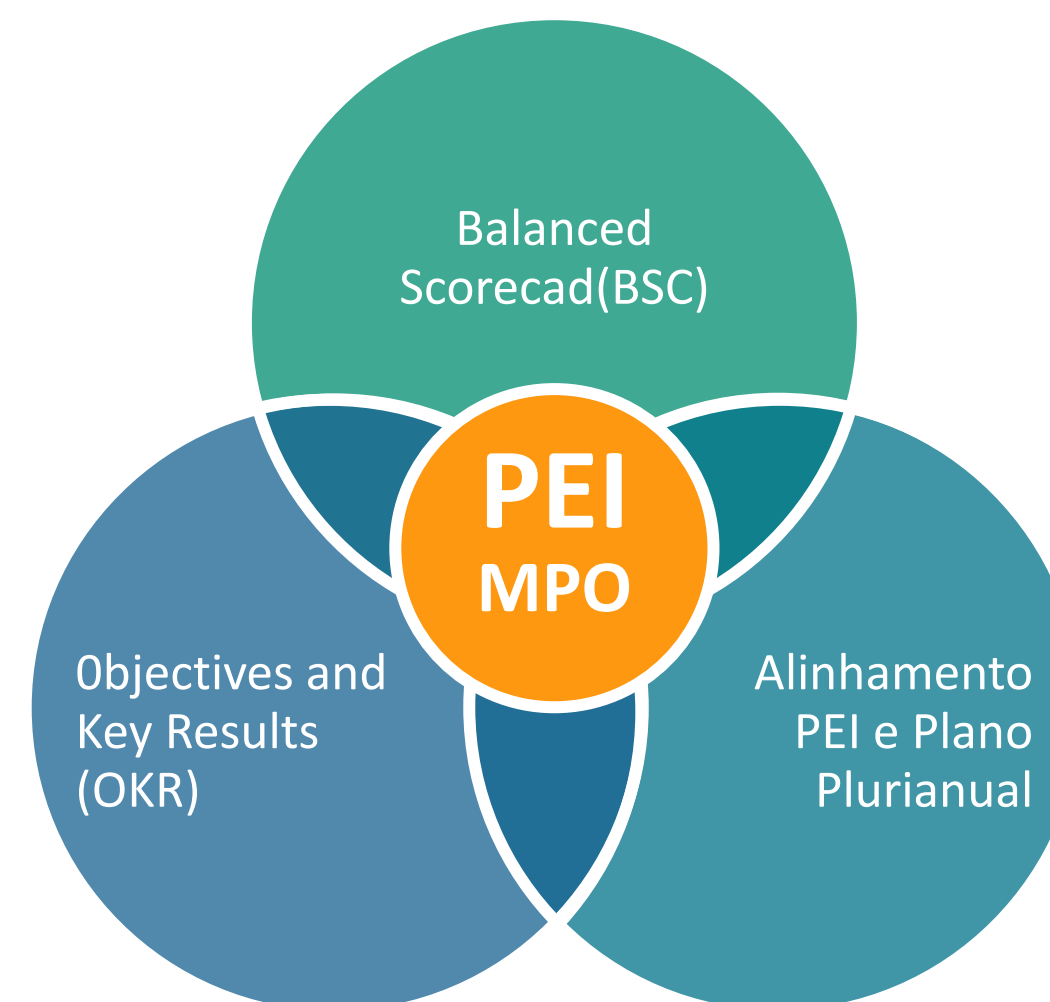 Balanced
Scorecad(BSC)
PEI
MPO
0bjectives and
Key Results
(OKR)
Alinhamento
PEI e Plano
Plurianual